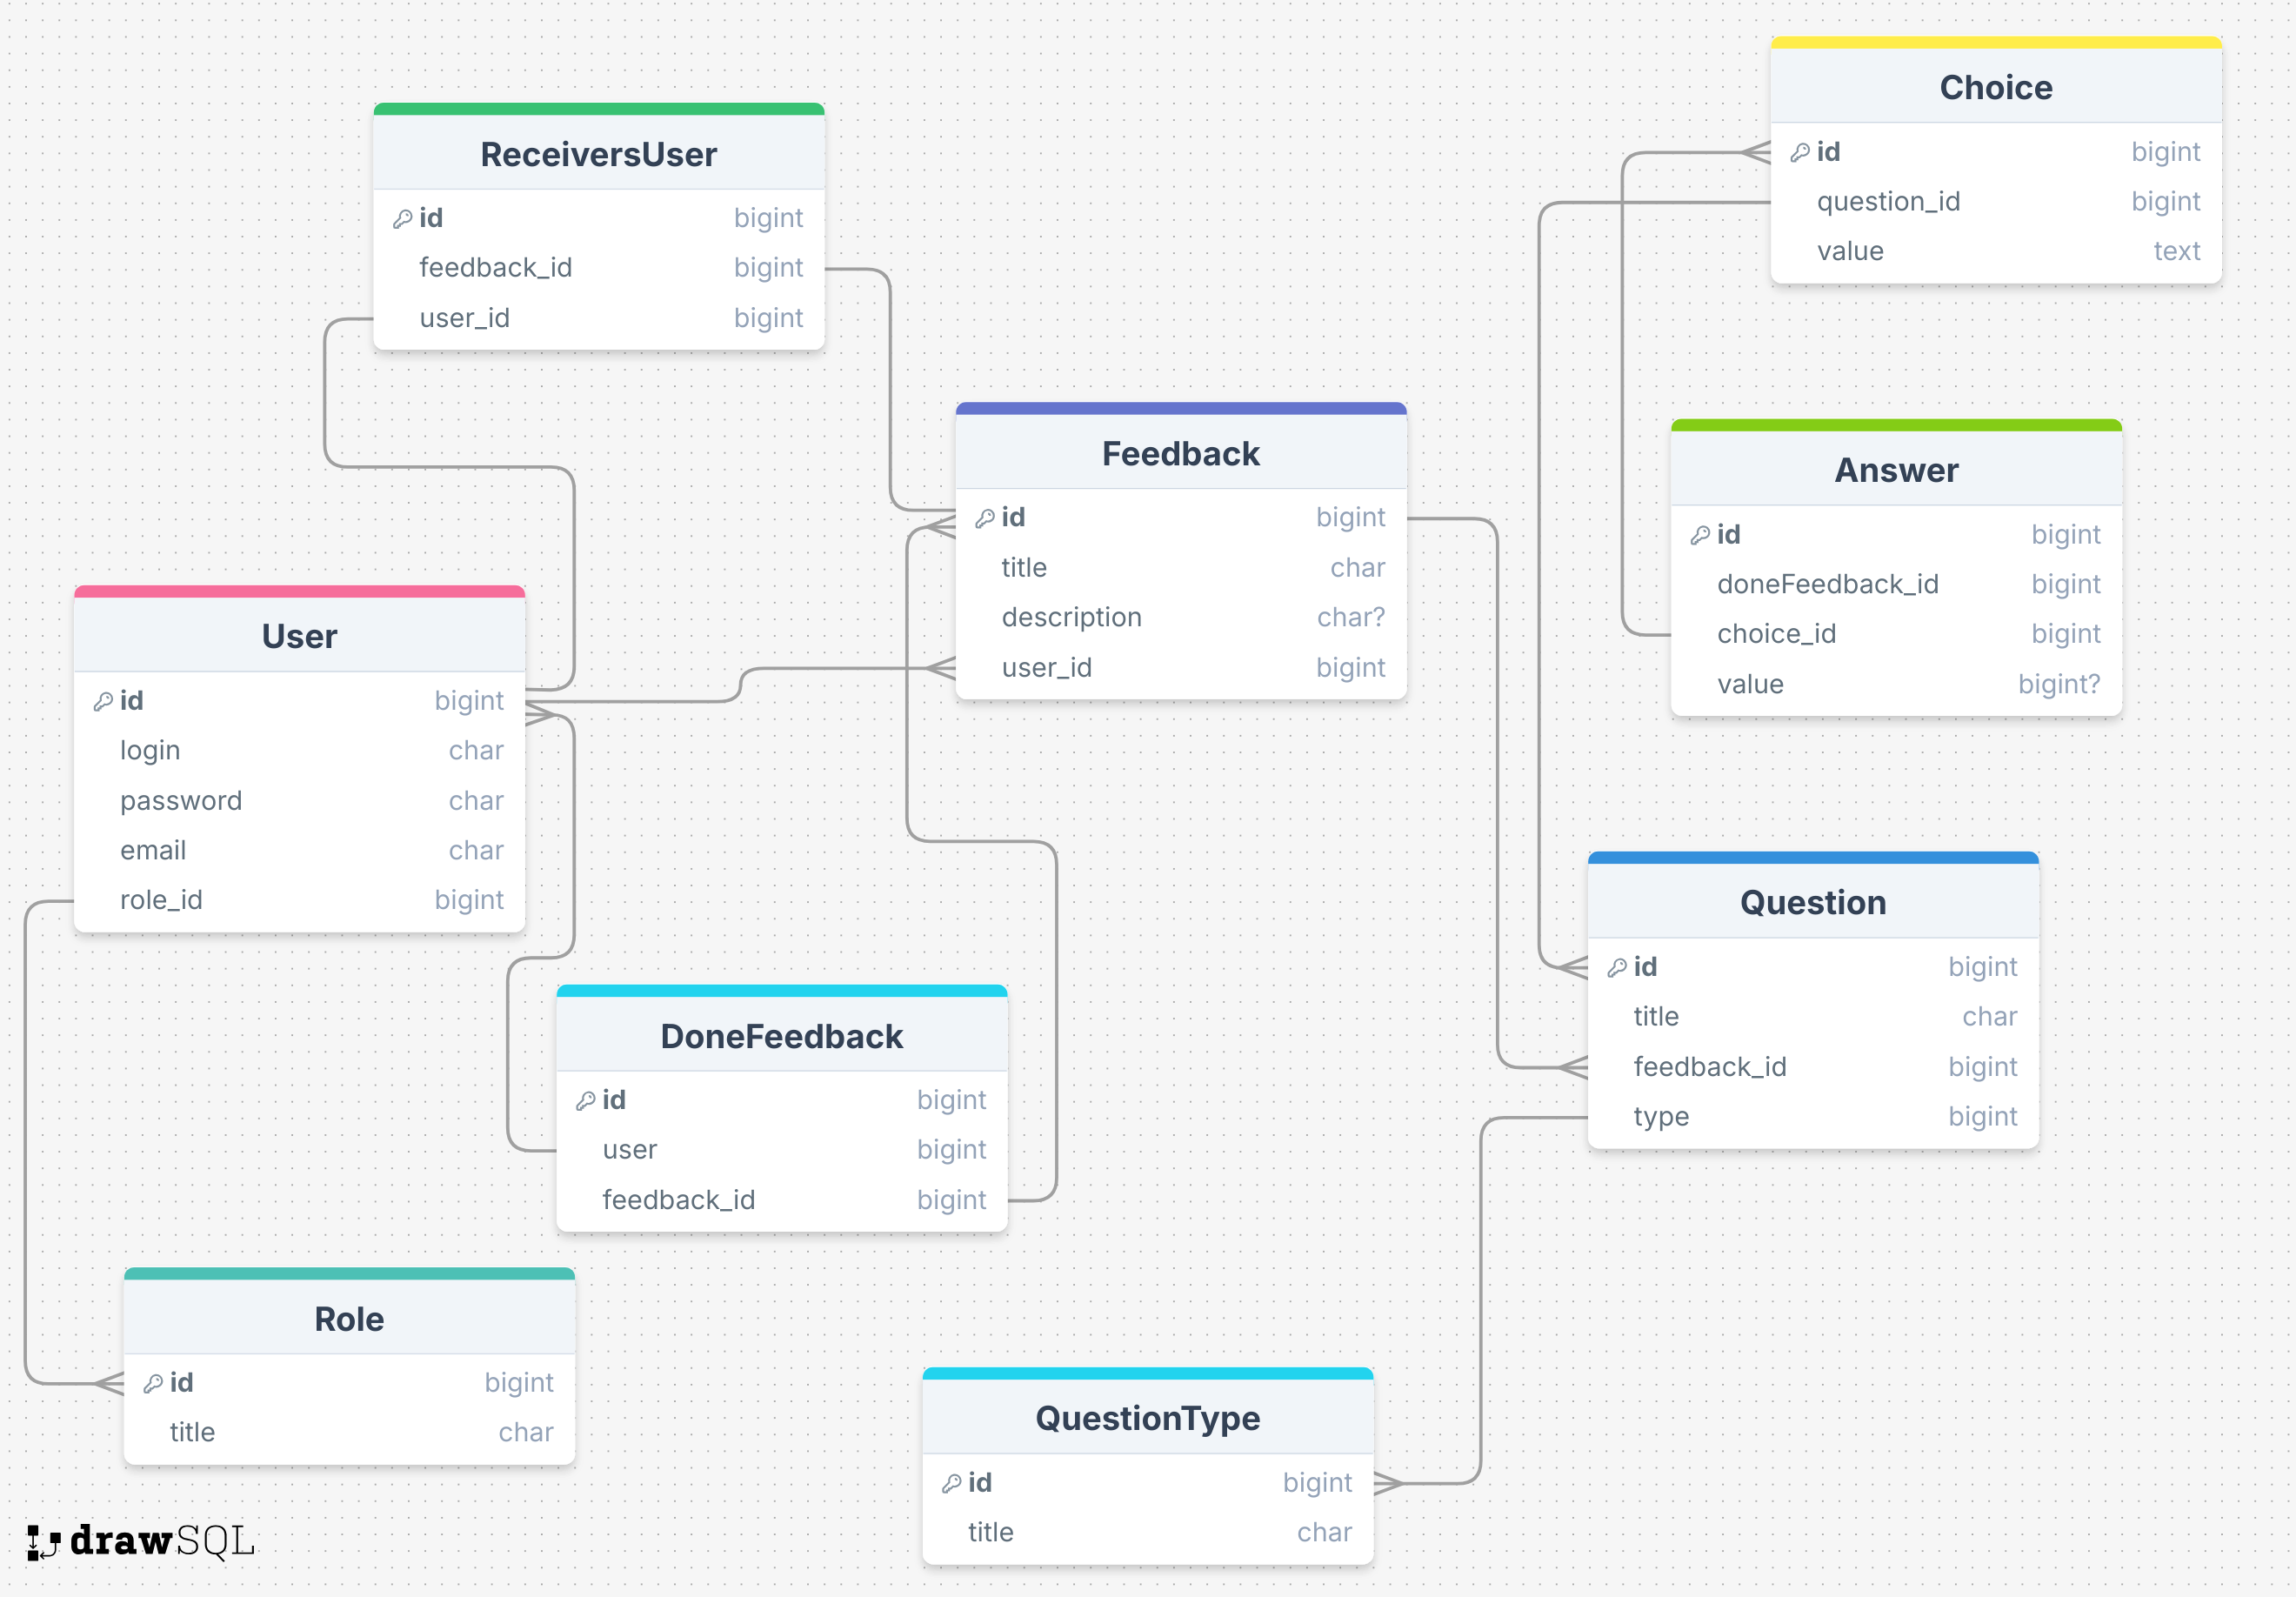 ReceiversUser
id bigint
feedback_id bigint
user_id bigint
Choice
id bigint
question_id bigint
value text
Feedback
id bigint
title char
description char?
user_id bigint
Answer
id bigint
doneFeedback_id bigint
choice_id bigint
value bigint?
User
id bigint
login char
password char
email char
role_id bigint
Question
id bigint
title char
feedback_id bigint
type bigint
DoneFeedback
id bigint
user bigint
feedback_id bigint
Role
id bigint
title char
QuestionType
id bigint
title char
drawSQL